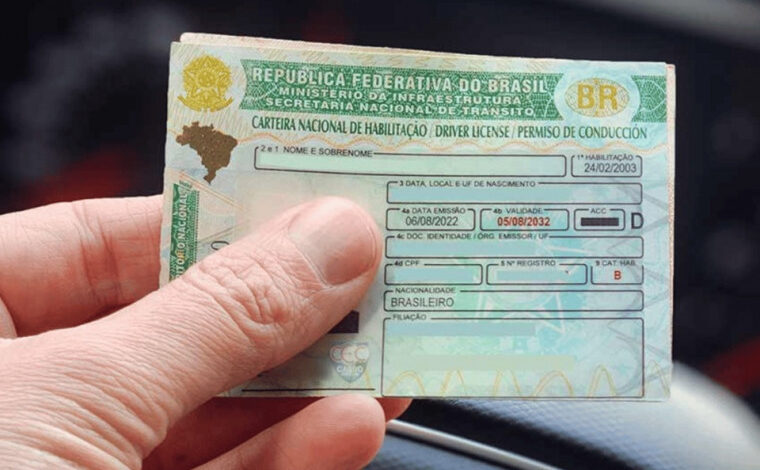 REPÚBLICA FEDERATIVA DO BRASIL
MINISTÉRIO DA INFRAESTRUTURA
SECRETARIA NACIONAL DE TRÂNSITO
BR
CARTEIRA NACIONAL DE HABILITAÇÃO / DRIVER LICENSE / PERMISO DE CONDUCCIÓN
2 e 1 NOME E SOBRENOME
1ª HABILITAÇÃO
24/02/2003
3 DATA, LOCAL E UF DE NASCIMENTO
4a DATA EMISSÃO
4b VALIDADE
ACC
06/08/2022
05/08/2032
D
4c DOC. IDENTIDADE / ÓRG. EMISSOR / UF
4d CPF
5 Nº REGISTRO
9 CAT. HAB.
B
NACIONALIDADE
BRASILEIRO
FILIAÇÃO
NACIONAL